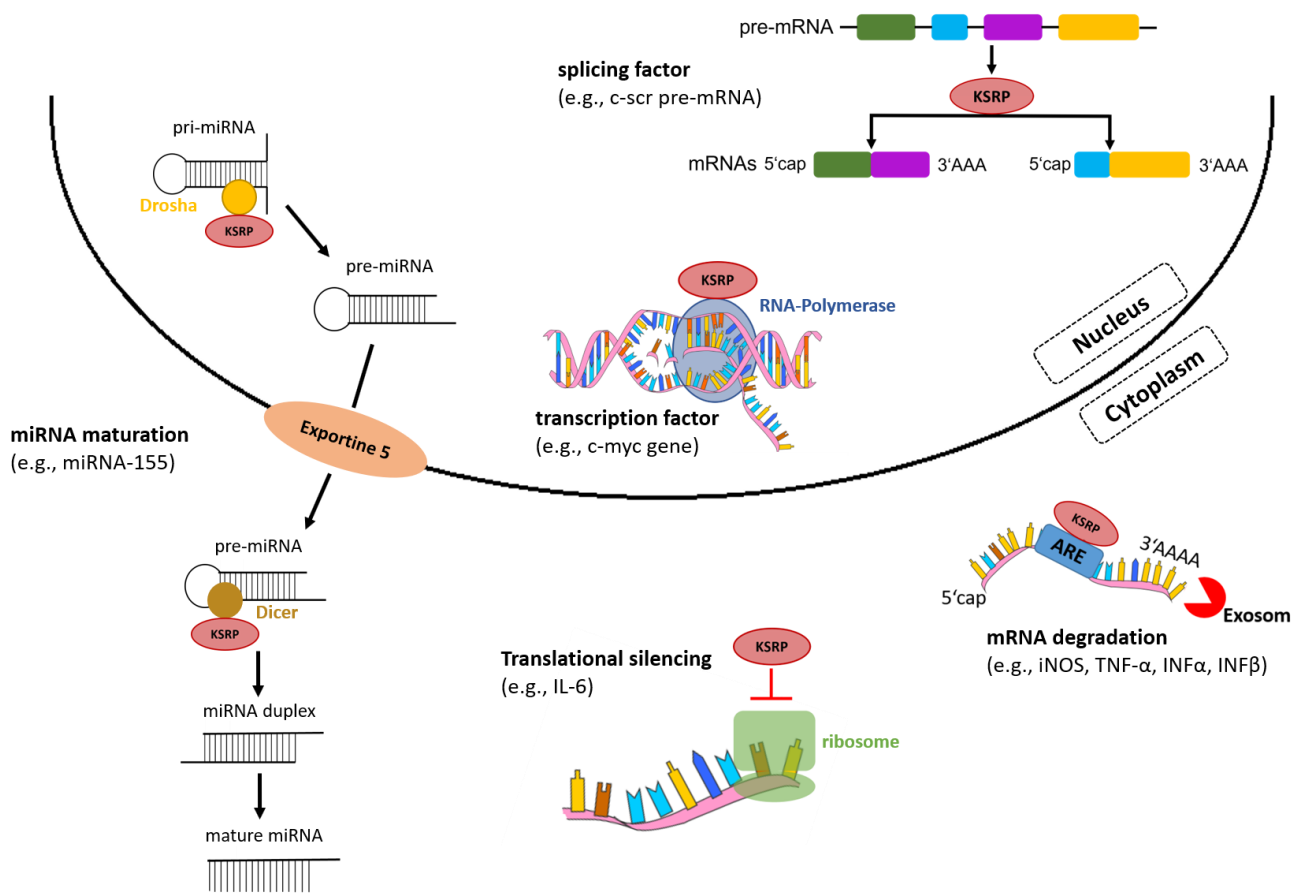 pre-mRNA
splicing factor
(e.g., c-scr pre-mRNA)
KSRP
mRNAs 5‘cap 3‘AAA 5‘cap 3‘AAA
pri-miRNA
Drosha
KSRP
pre-miRNA
KSRP
RNA-Polymerase
transcription factor
(e.g., c-myc gene)
Nucleus
Cytoplasm
miRNA maturation
(e.g., miRNA-155)
Exportine 5
pre-miRNA
Dicer
KSRP
miRNA duplex
mature miRNA
KSRP
Translational silencing
(e.g., IL-6)
ribosome
KSRP
ARE
3‘AAAA
5‘cap
Exosom
mRNA degradation
(e.g., iNOS, TNF-α, INFα, INFβ)